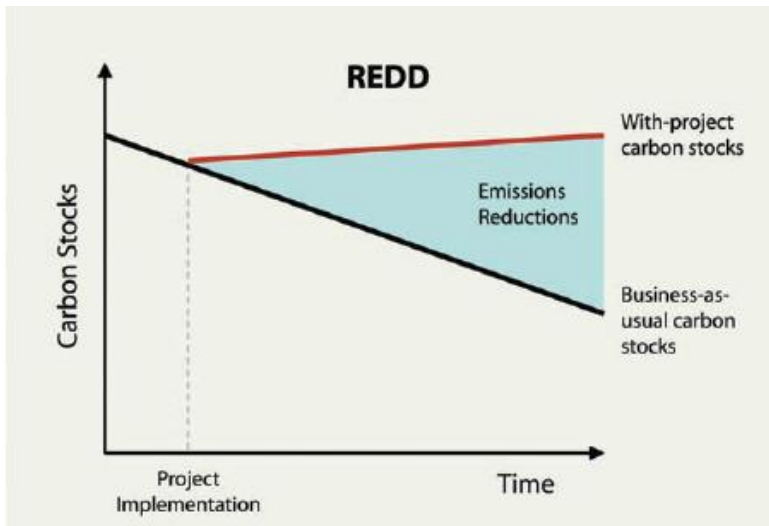 REDD
Carbon Stocks
With-project
carbon stocks
Emissions
Reductions
Business-as-
usual carbon
stocks
Project
Implementation
Time